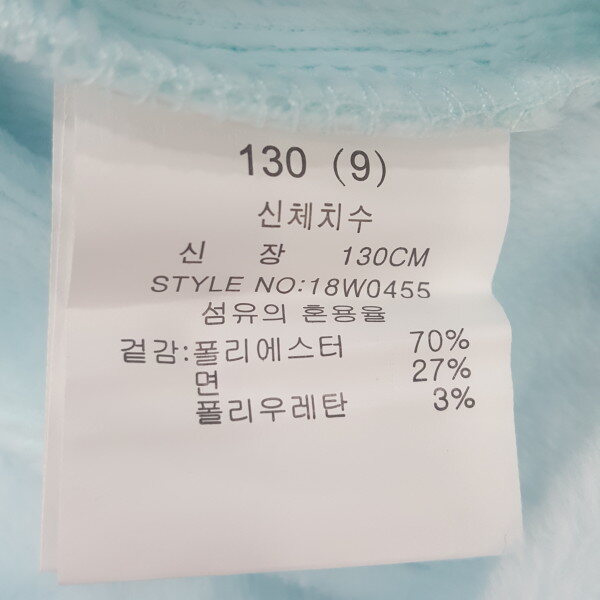 130 (9)
신체치수
신 장 130CM
STYLE NO:18W0455
섬유의 혼용율
겉감:폴리에스터 70%
면 27%
폴리우레탄 3%